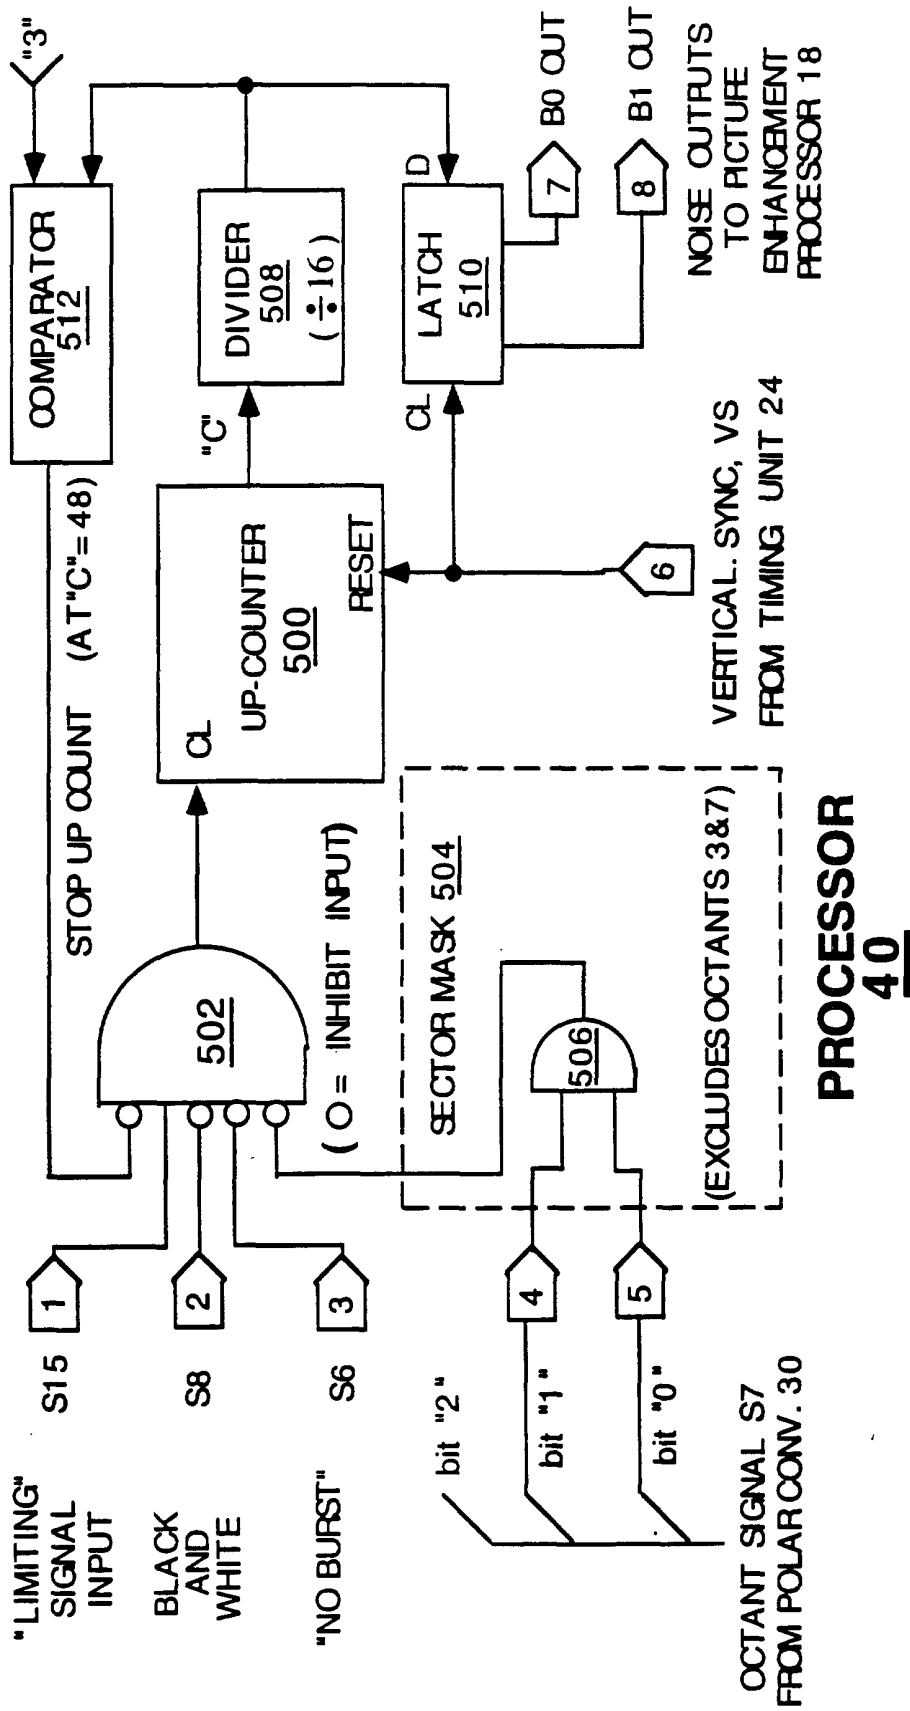 "LIMITING"
SIGNAL
INPUT
S15
1
BLACK
AND
WHITE
S8
2
"NO BURST"
S6
3
STOP UP COUNT (AT"C"=48)
502
(O= INHIBIT INPUT)
COMPARATOR
512
"3"
CL
UP-COUNTER
500
RESET
"C"
DIVIDER
508
(÷16)
CL
LATCH
510
D
7
B0 OUT
8
B1 OUT
NOISE OUTPUTS
TO PICTURE
ENHANCEMENT
PROCESSOR 18
6
VERTICAL. SYNC, VS
FROM TIMING UNIT 24
SECTOR MASK 504
506
(EXCLUDES OCTANTS 3&7)
bit "2"
bit "1"
4
bit "0"
5
OCTANT SIGNAL S7
FROM POLAR CONV. 30
PROCESSOR
40